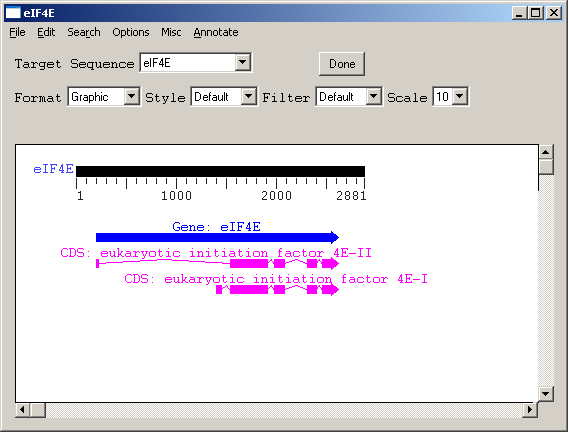 eIF4E
File Edit Search Options Misc Annotate
Target Sequence eIF4E Done
Format Graphic Style Default Filter Default Scale 10
eIF4E
1 1000 2000 2881
Gene: eIF4E
CDS: eukaryotic initiation factor 4E-II
CDS: eukaryotic initiation factor 4E-I